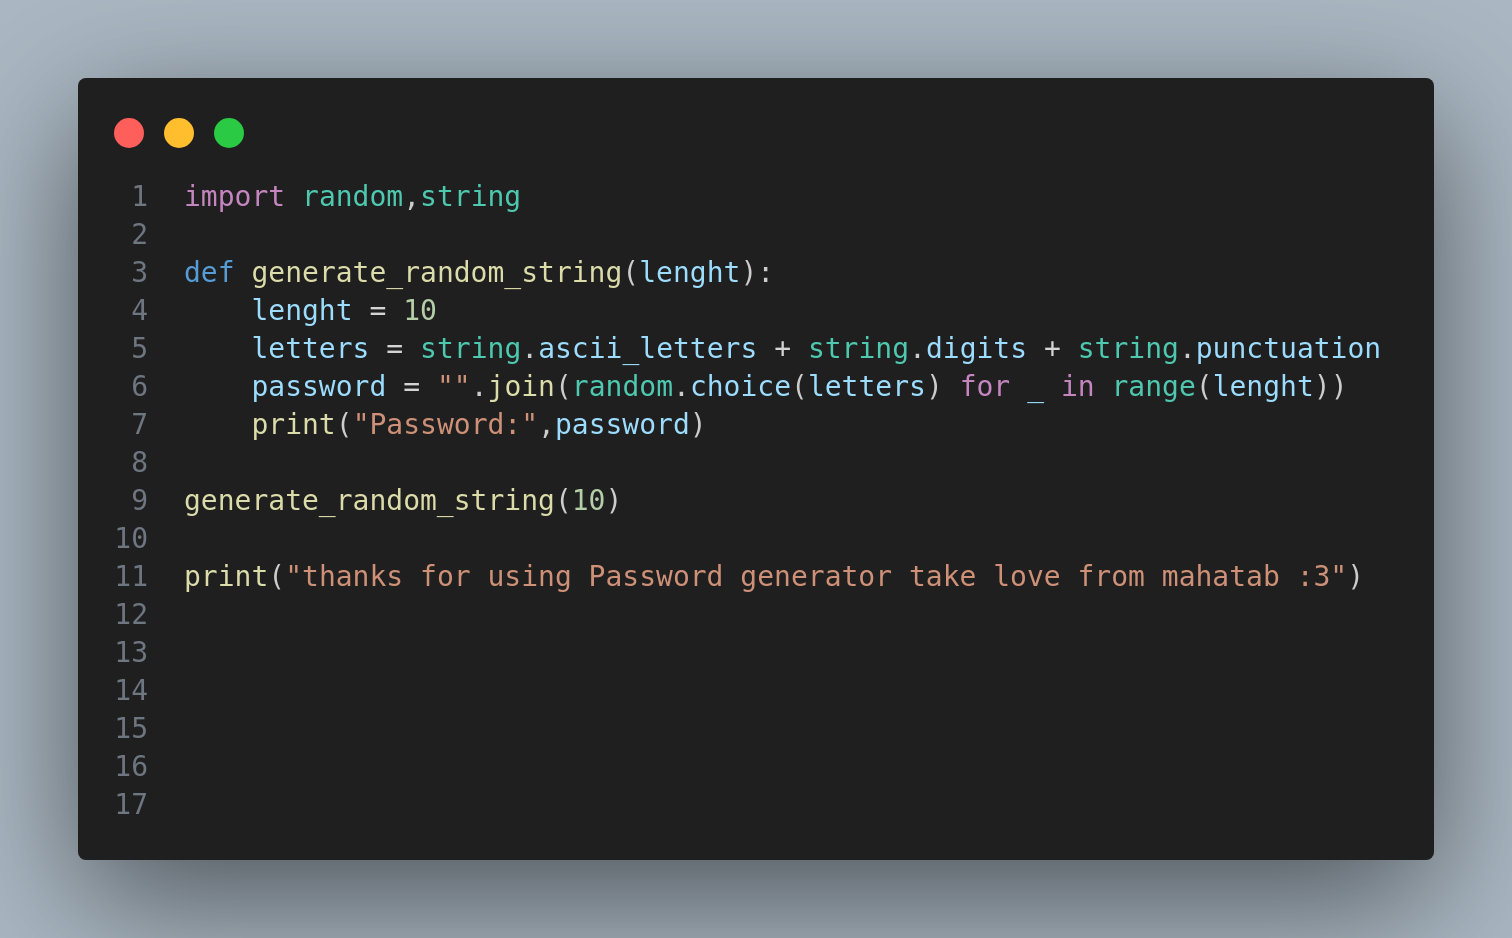 1 import random,string
2
3 def generate_random_string(lenght):
4     lenght = 10
5     letters = string.ascii_letters + string.digits + string.punctuation
6     password = "".join(random.choice(letters) for _ in range(lenght))
7     print("Password:",password)
8
9 generate_random_string(10)
10
11 print("thanks for using Password generator take love from mahatab :3")
12
13
14
15
16
17